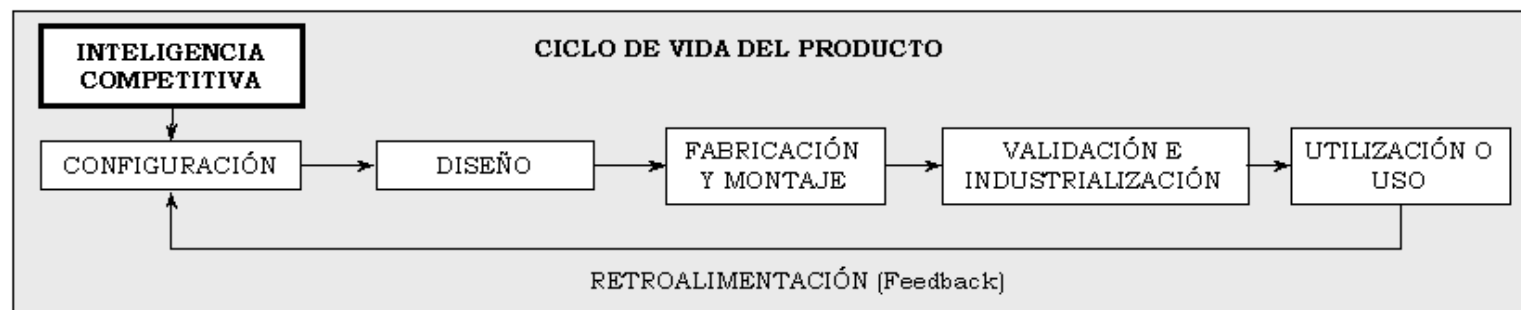 INTELIGENCIA
COMPETITIVA
CICLO DE VIDA DEL PRODUCTO
CONFIGURACIÓN
DISEÑO
FABRICACIÓN
Y MONTAJE
VALIDACIÓN E
INDUSTRIALIZACIÓN
UTILIZACIÓN O
USO
RETROALIMENTACIÓN (Feedback)